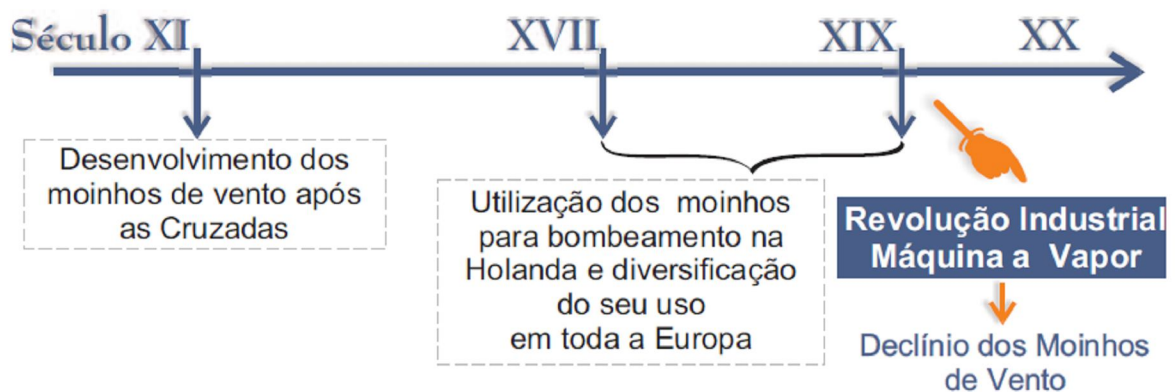 Século XI XVII XIX XX
Desenvolvimento dos
moinhos de vento após
as Cruzadas
Utilização dos moinhos
para bombeamento na
Holanda e diversificação
do seu uso
em toda a Europa
Revolução Industrial
Máquina a Vapor
Declínio dos Moinhos
de Vento